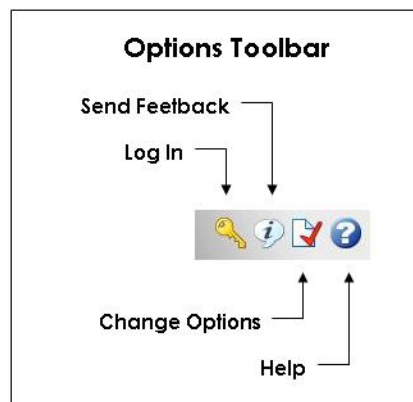 Options Toolbar
Send Feetback
Log In
i
?
Change Options
Help